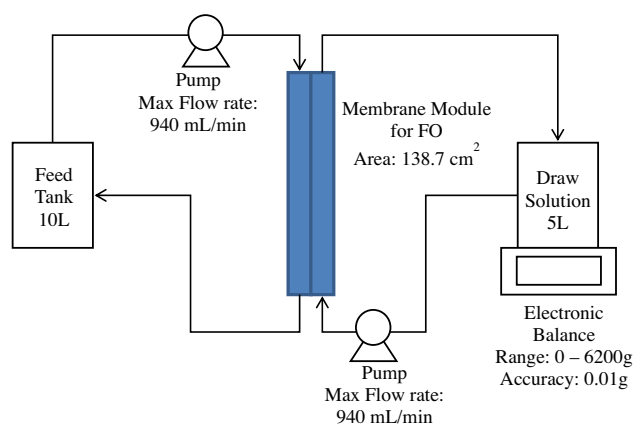 Pump
Max Flow rate:
940 mL/min
Membrane Module
for FO
Area: 138.7 cm²
Feed
Tank
10L
Draw
Solution
5L
Electronic
Balance
Range: 0 – 6200g
Accuracy: 0.01g
Pump
Max Flow rate:
940 mL/min